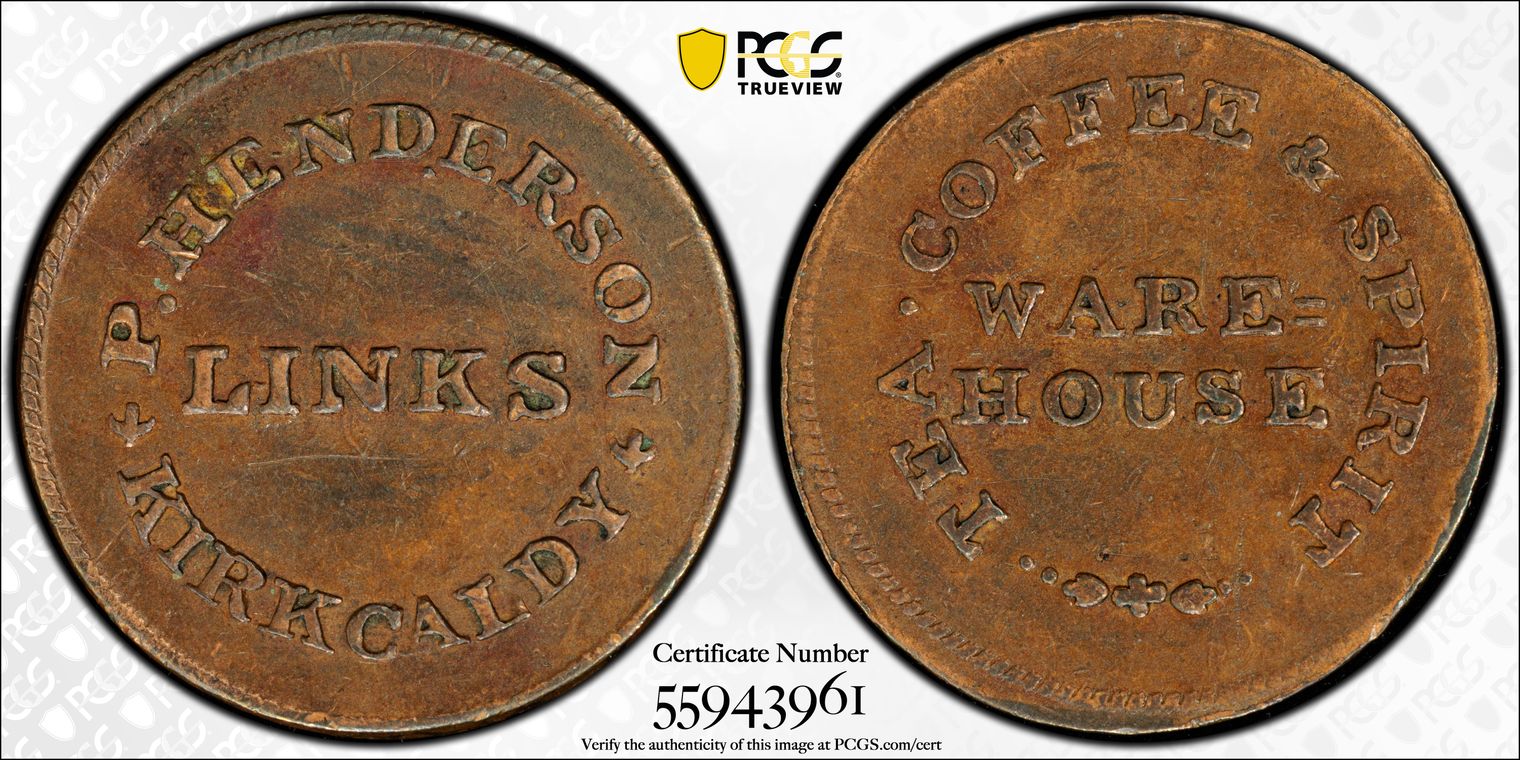 P. HENDERSON
LINKS
KIRKCALDY
PCGS
TRUEVIEW
TEA · COFFEE & SPIRIT
WARE=
HOUSE
Certificate Number
55943961
Verify the authenticity of this image at PCGS.com/cert